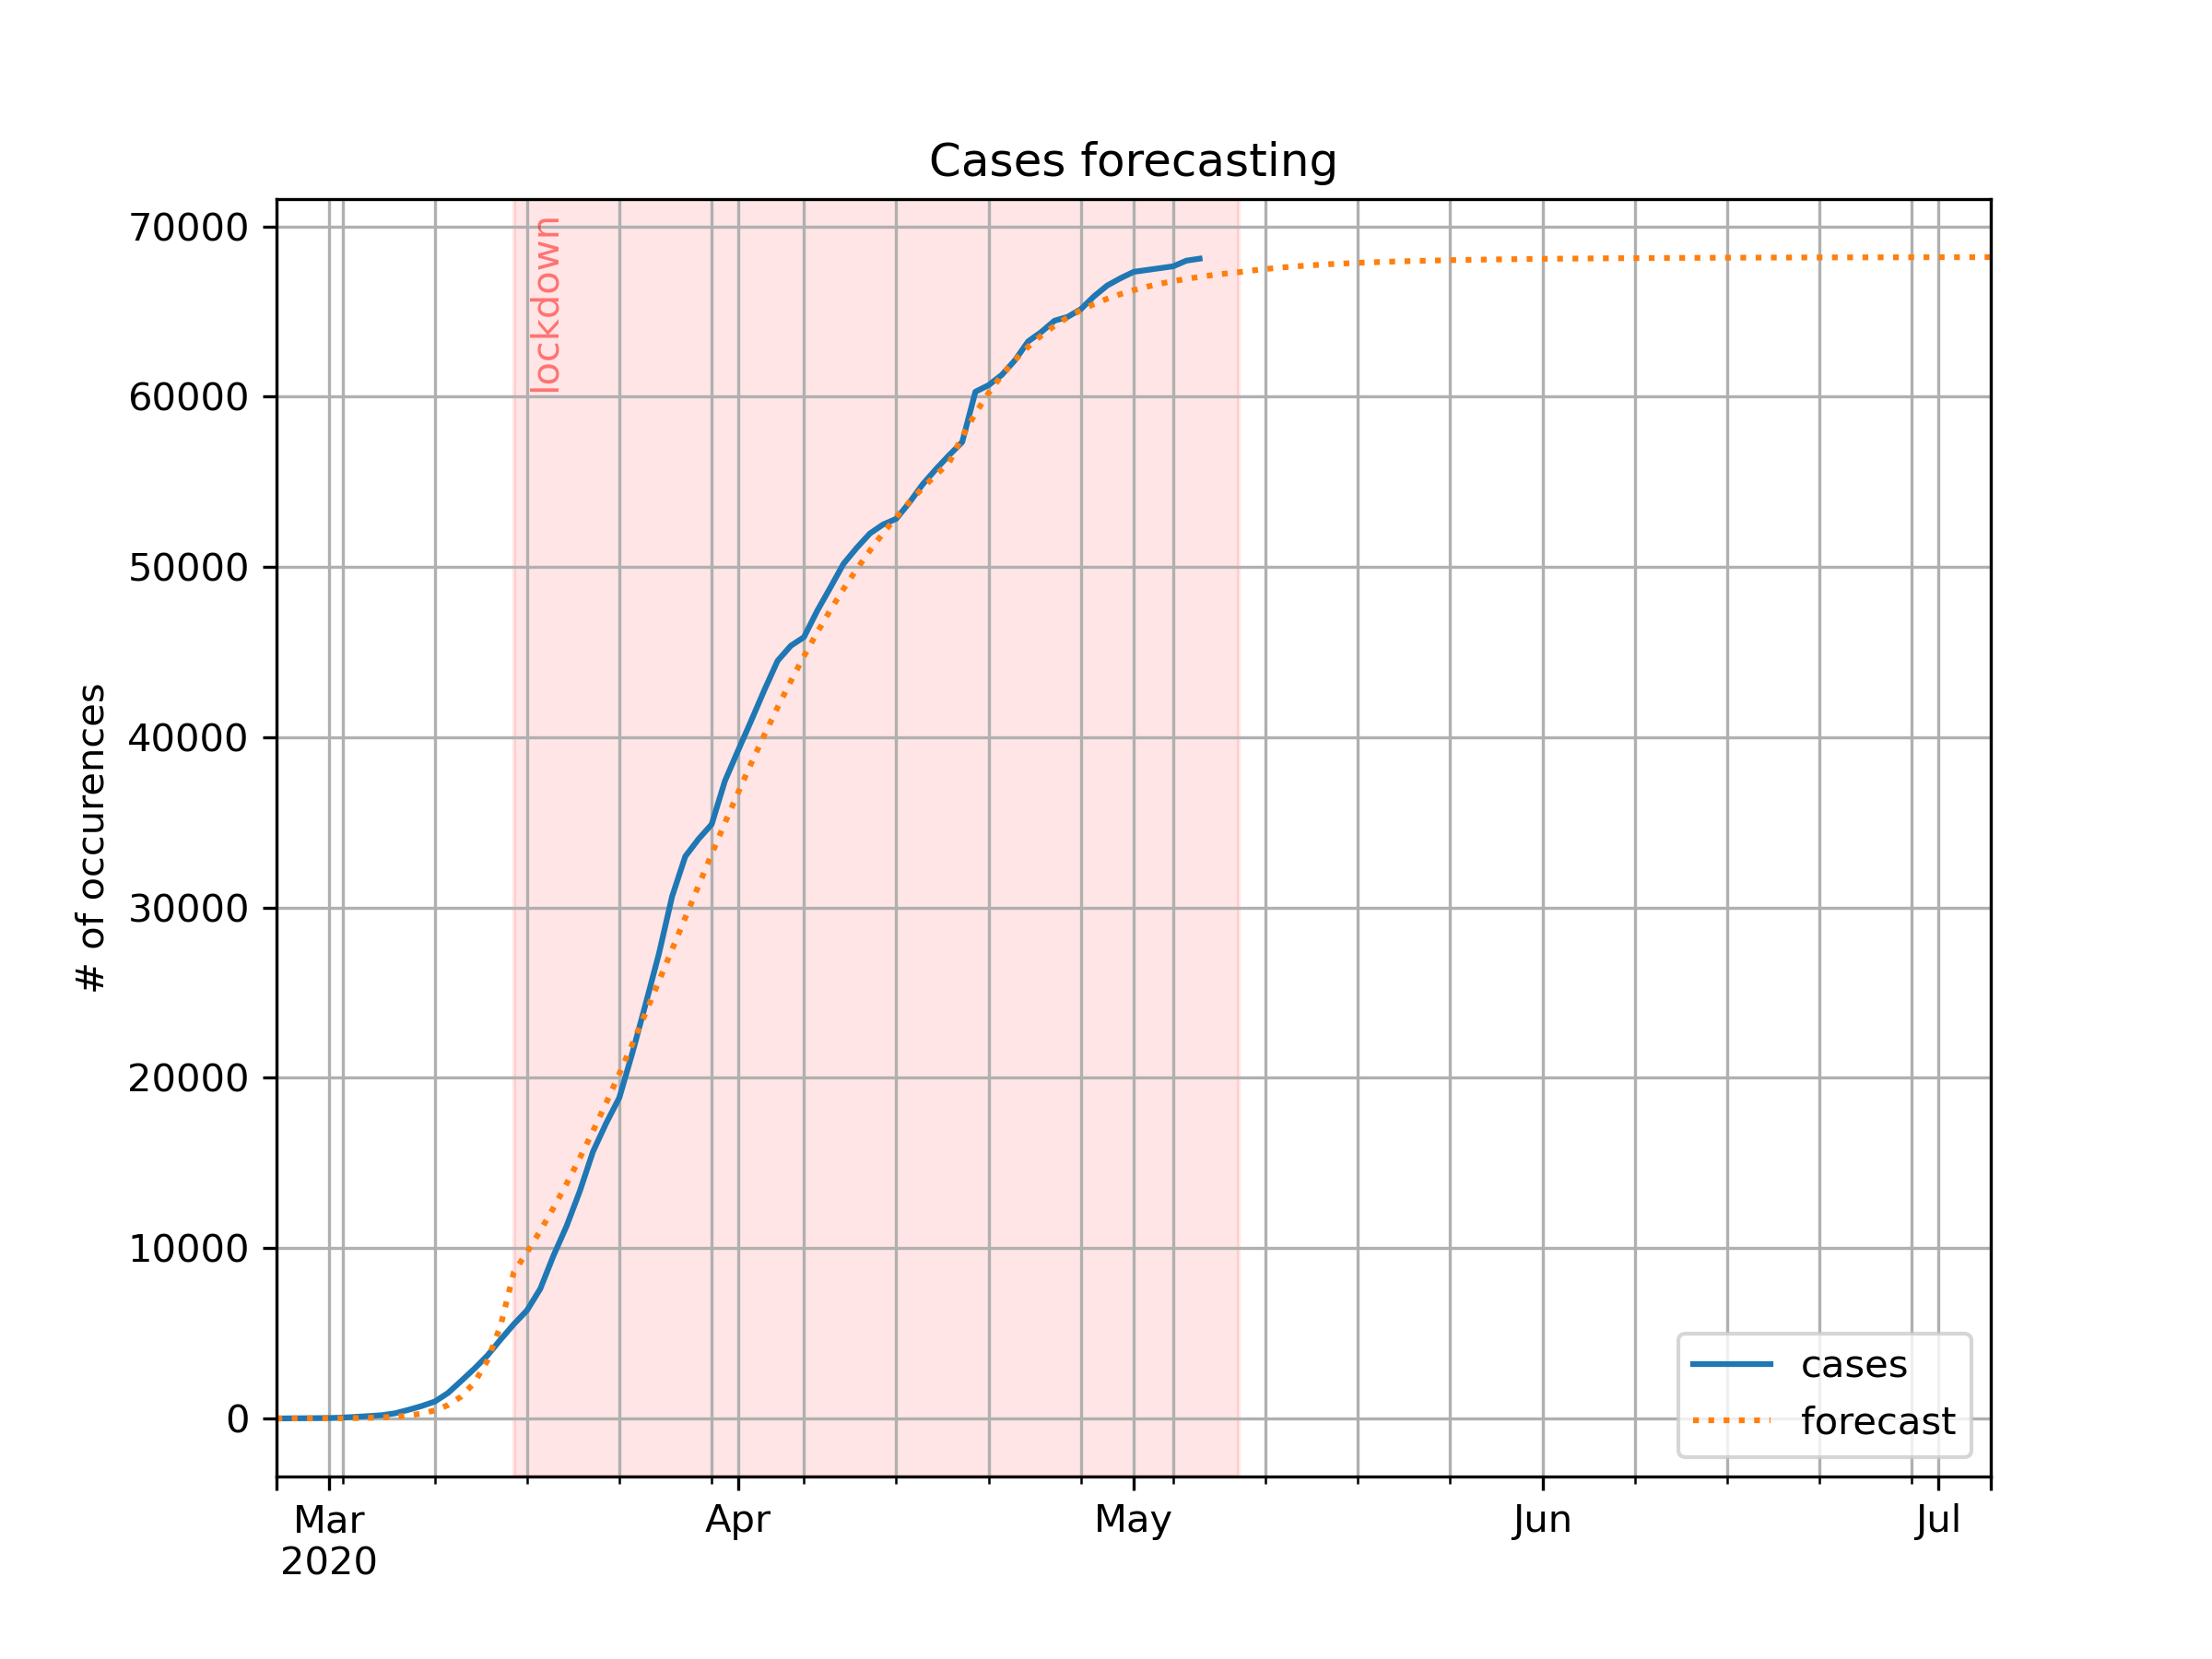 Cases forecasting
lockdown
# of occurences
70000
60000
50000
40000
30000
20000
10000
0
Mar
2020
Apr
May
Jun
Jul
cases
forecast